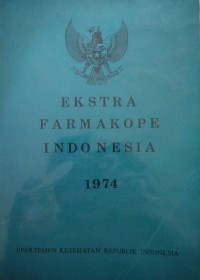 EKSTRA
FARMAKOPE
INDONESIA
1974
DEPARTEMEN KESEHATAN REPUBLIK INDONESIA